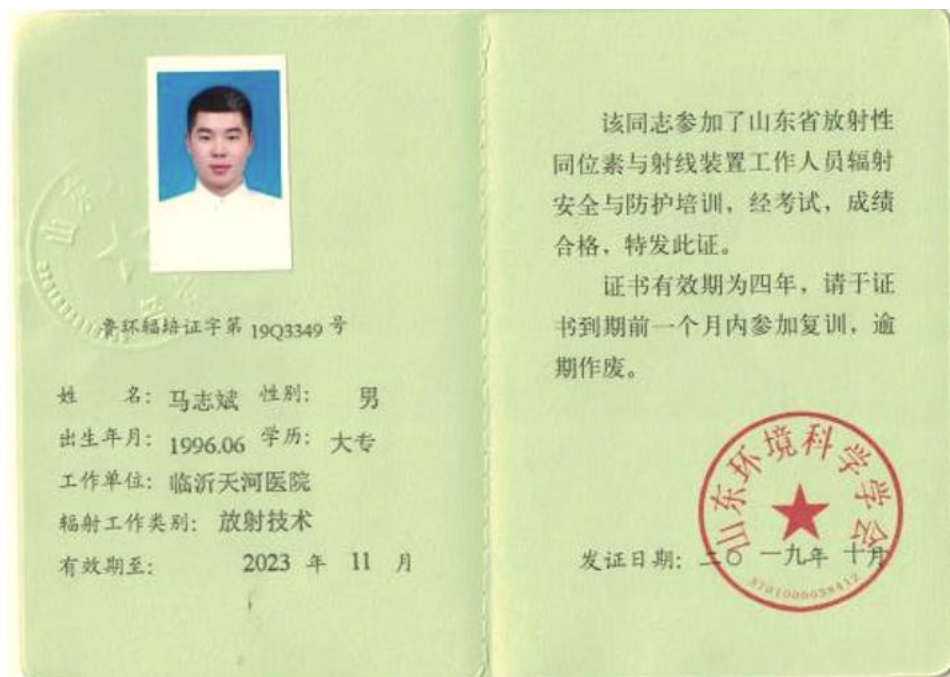 鲁环辐培证字第 19Q3349 号
姓 名: 马志斌 性别: 男
出生年月: 1996.06 学历: 大专
工作单位: 临沂天河医院
辐射工作类别: 放射技术
有效期至: 2023 年 11 月
该同志参加了山东省放射性
同位素与射线装置工作人员辐射
安全与防护培训，经考试，成绩
合格，特发此证。
证书有效期为四年，请于证
书到期前一个月内参加复训，逾
期作废。
山东环境科学学会
发证日期: 二〇一九年 十月